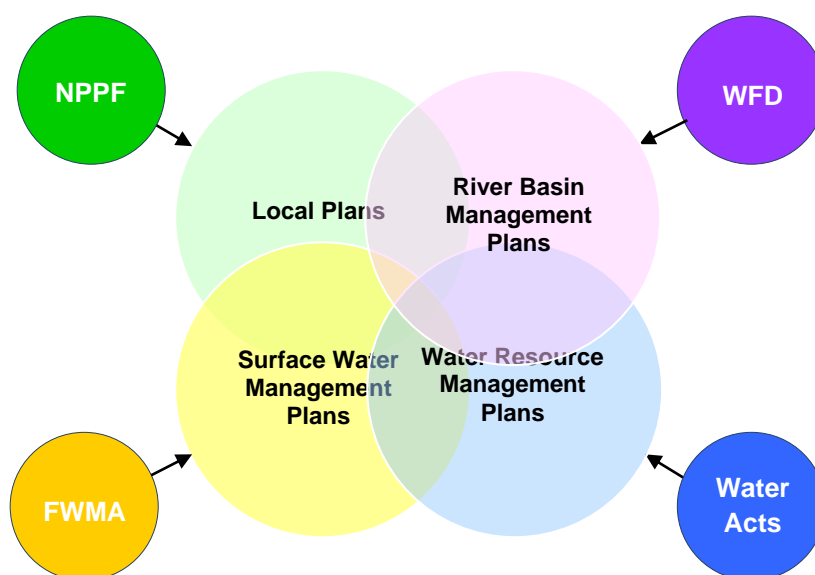 NPPF
WFD
Local Plans
River Basin
Management
Plans
Surface Water
Management
Plans
Water Resource
Management
Plans
FWMA
Water
Acts